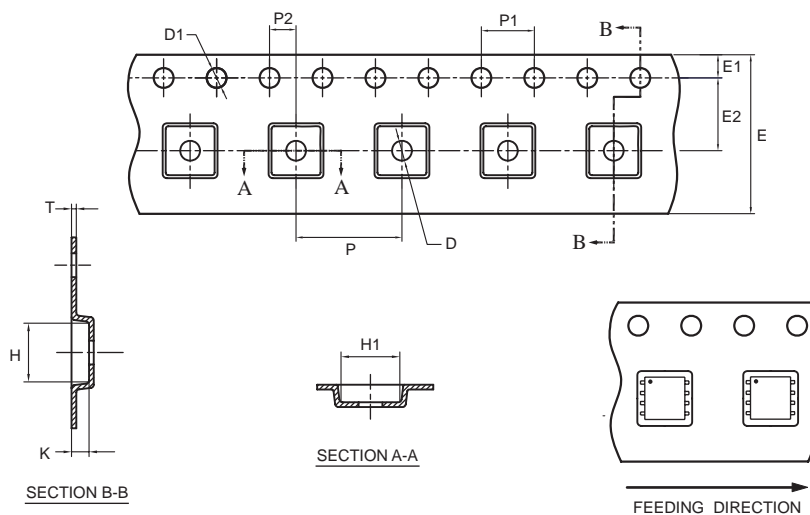 P2
P1
B
D1
E1
E2
E
A
A
T
P
D
B
H
H1
K
SECTION A-A
SECTION B-B
FEEDING DIRECTION